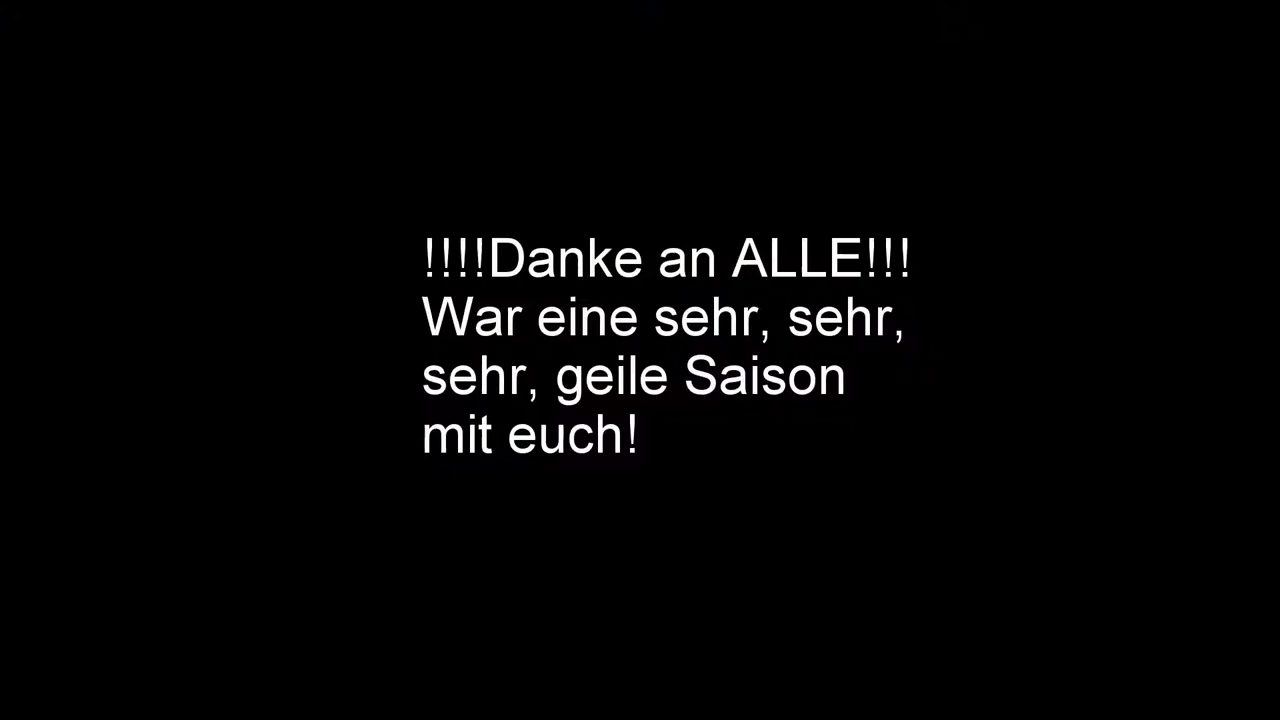 !!!!Danke an ALLE!!!
War eine sehr, sehr,
sehr, geile Saison
mit euch!